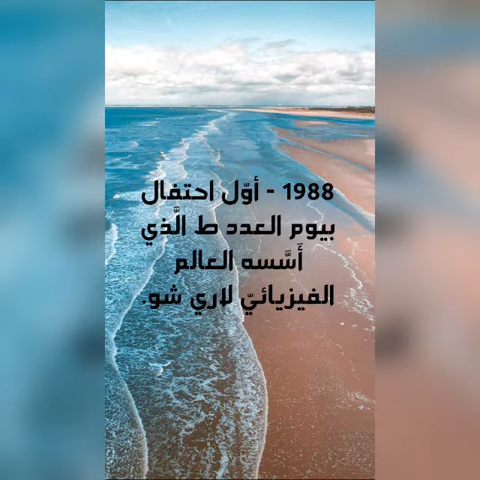 1988 - أوّل احتفال
بيوم العدد ط الَّذي
أَسَّسه العالم
الفيزيائيّ لاري شو.